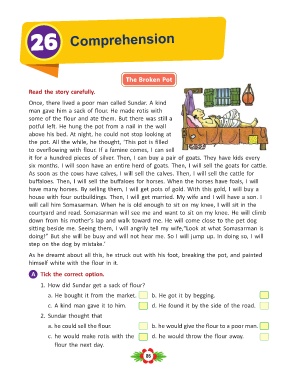 26 Comprehension
The Broken Pot
Read the story carefully.
Once, there lived a poor man called Sundar. A kind
man gave him a sack of flour. He made rotis with
some of the flour and ate them. But there was still a
potful left. He hung the pot from a nail in the wall
above his bed. At night, he could not stop looking at
the pot. All the while, he thought, 'This pot is filled
to overflowing with flour. If a famine comes, I can sell
it for a hundred pieces of silver. Then, I can buy a pair of goats. They have kids every
six months. I will soon have an entire herd of goats. Then, I will sell the goats for cattle.
As soon as the cows have calves, I will sell the calves. Then, I will sell the cattle for
buffaloes. Then, I will sell the buffaloes for horses. When the horses have foals, I will
have many horses. By selling them, I will get pots of gold. With this gold, I will buy a
house with four outbuildings. Then, I will get married. My wife and I will have a son. I
will call him Somasarman. When he is old enough to sit on my knee, I will sit in the
courtyard and read. Somasarman will see me and want to sit on my knee. He will climb
down from his mother's lap and walk toward me. He will come close to the pet dog
sitting beside me. Seeing them, I will angrily tell my wife,"Look at what Somasarman is
doing!" But she will be busy and will not hear me. So I will jump up. In doing so, I will
step on the dog by mistake.'
As he dreamt about all this, he struck out with his foot, breaking the pot, and painted
himself white with the flour in it.
A Tick the correct option.
1. How did Sundar get a sack of flour?
a. He bought it from the market. b. He got it by begging.
c. A kind man gave it to him. d. He found it by the side of the road.
2. Sundar thought that
a. he could sell the flour. b. he would give the flour to a poor man.
c. he would make rotis with the d. he would throw the flour away.
flour the next day.
86